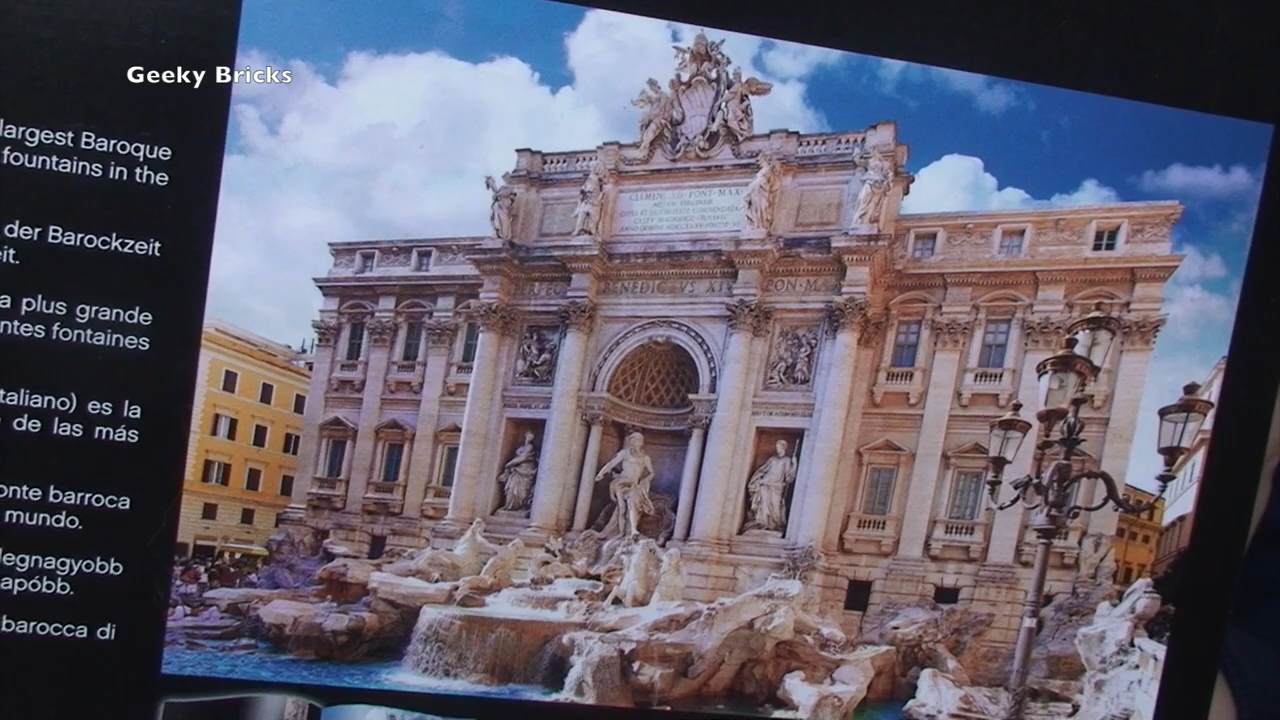 Geeky Bricks
largest Baroque
fountains in the
der Barockzeit
eit.
a plus grande
ntes fontaines
taliano) es la
de las más
onte barroca
mundo.
legnagyobb
apóbb.
barocca di
CLEMENS XII·PONT·MAX·
BENEDICTVS XIV PON·M